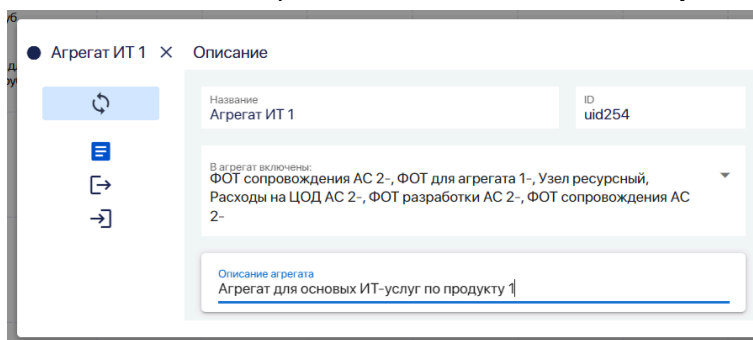 Агрегат ИТ 1 Описание
Название
Агрегат ИТ 1
ID
uid254
В агрегат включены:
ФОТ сопровождения АС 2-, ФОТ для агрегата 1-, Узел ресурсный,
Расходы на ЦОД АС 2-, ФОТ разработки АС 2-, ФОТ сопровождения АС
2-
Описание агрегата
Агрегат для основых ИТ-услуг по продукту 1